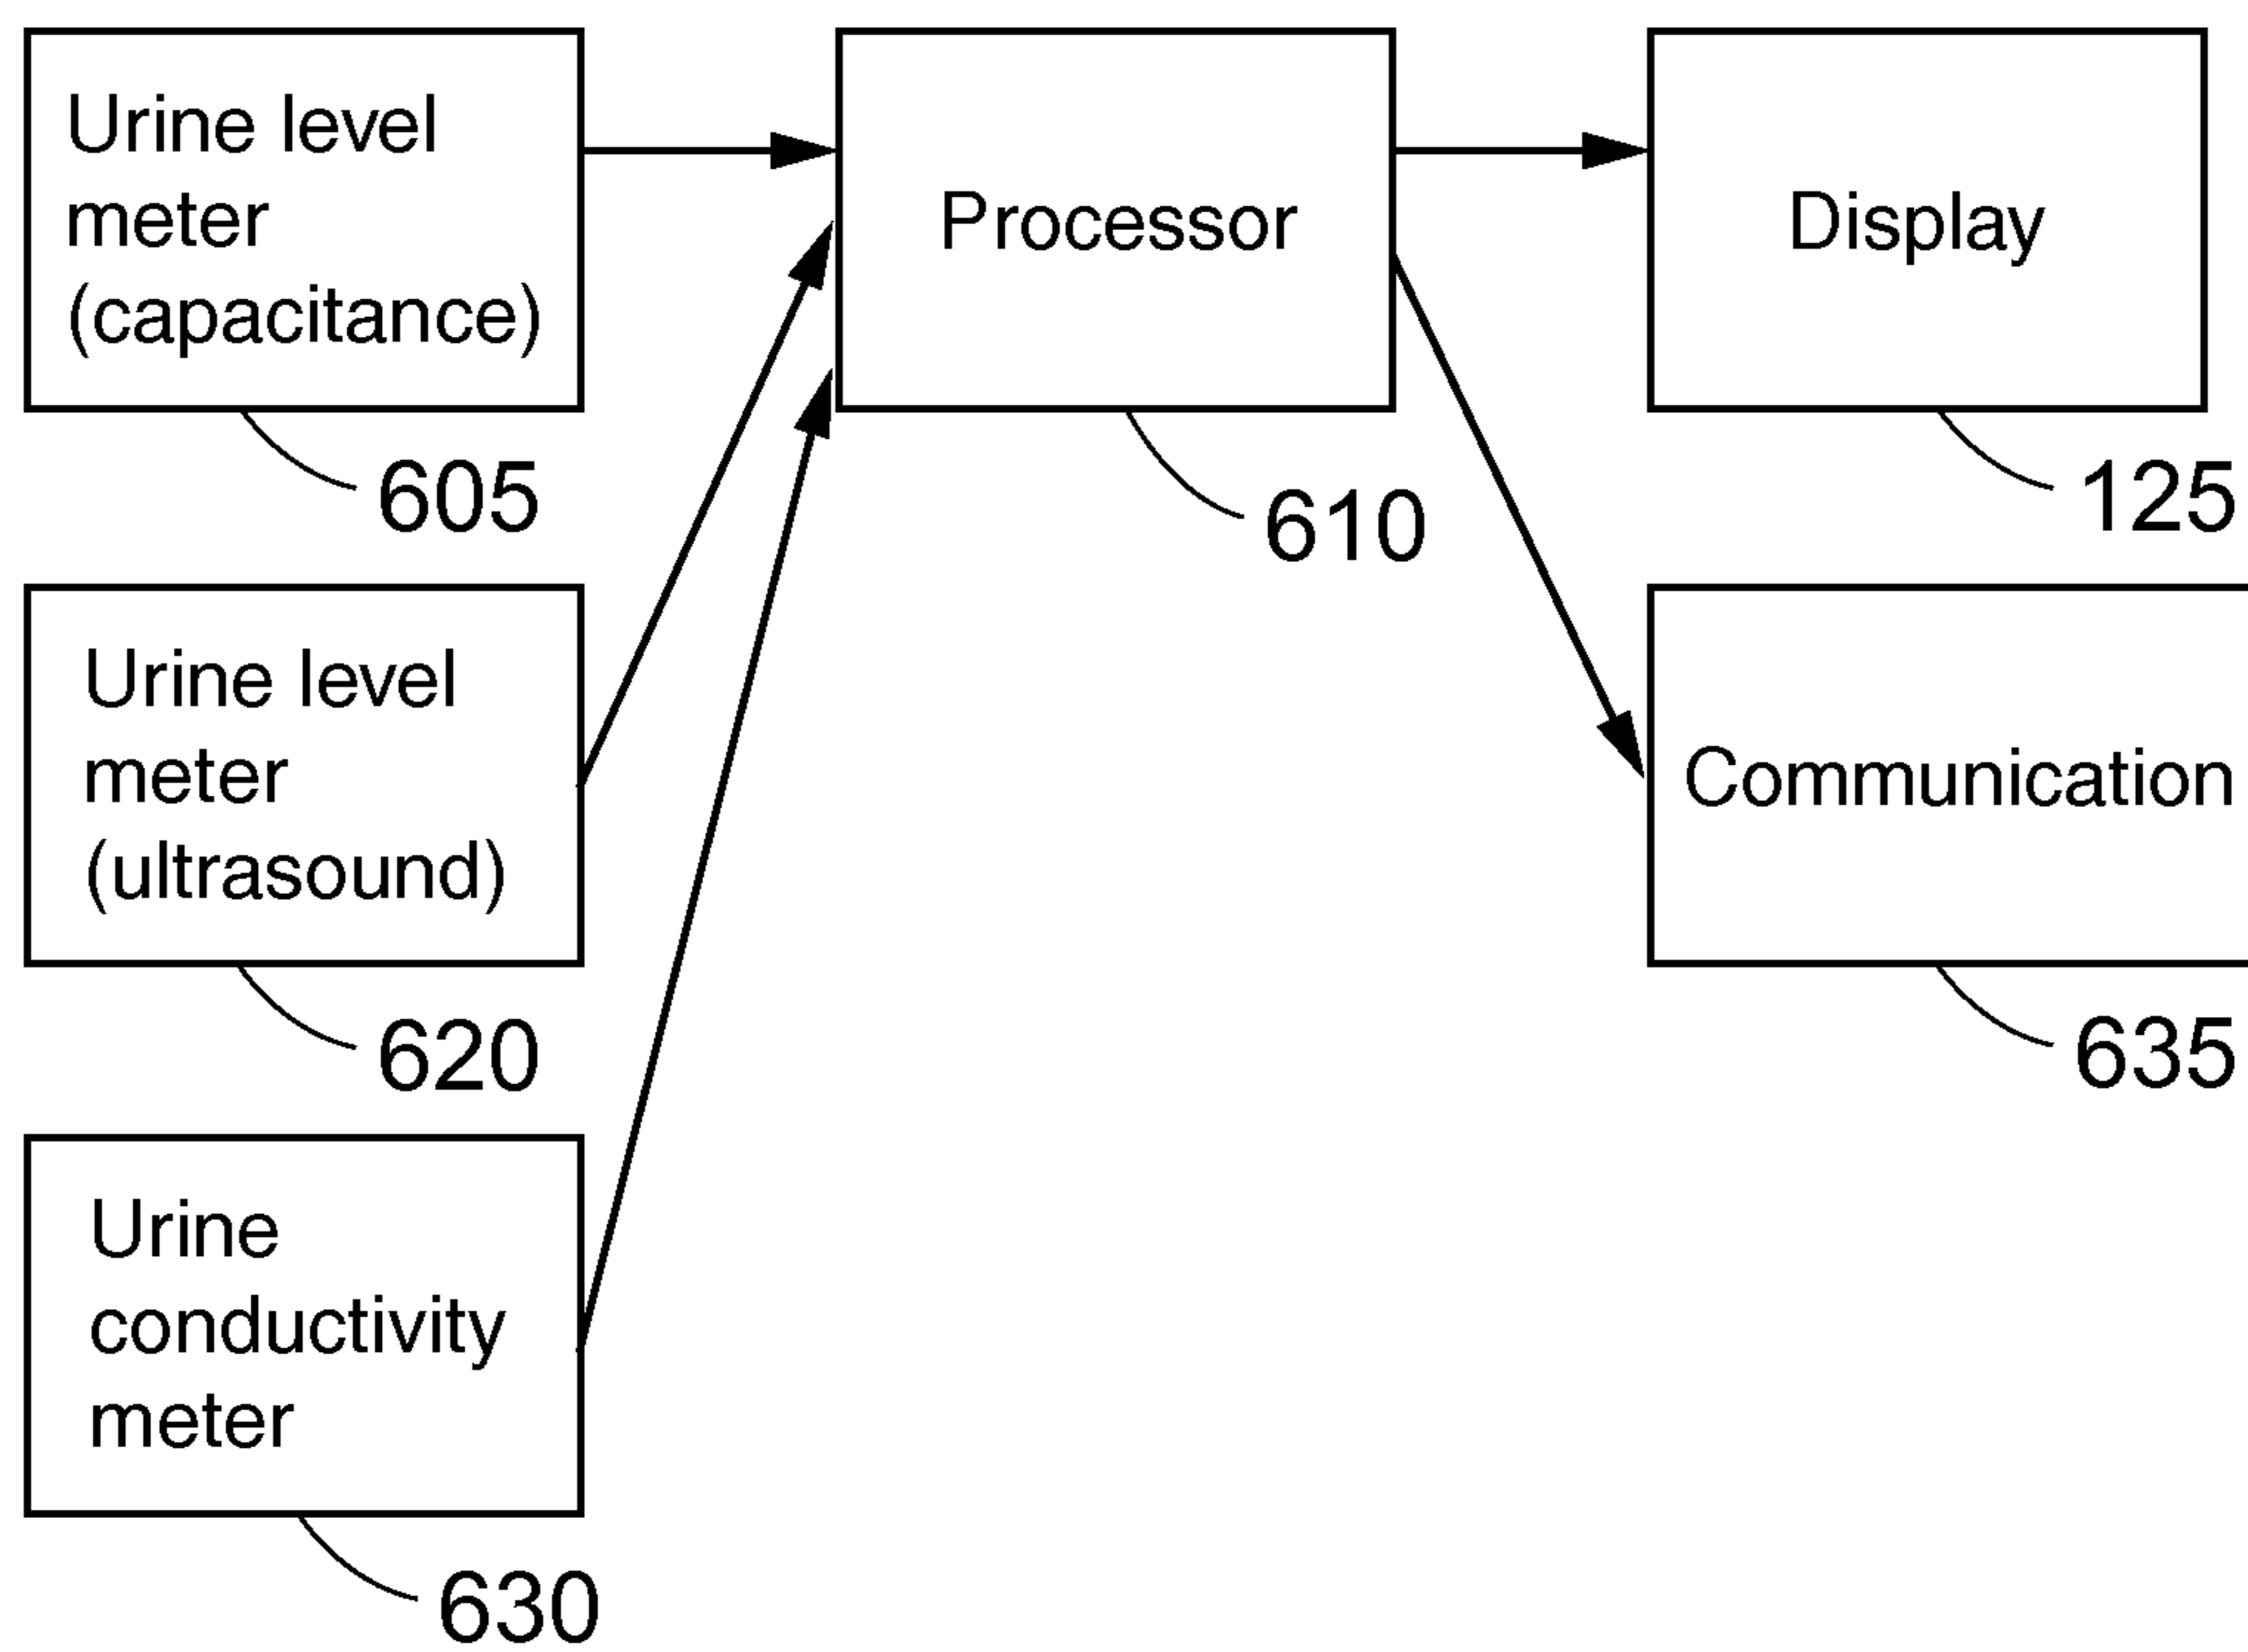 Urine level
meter
(capacitance)
605
Processor
610
Display
125
Urine level
meter
(ultrasound)
620
Communication
635
Urine
conductivity
meter
630